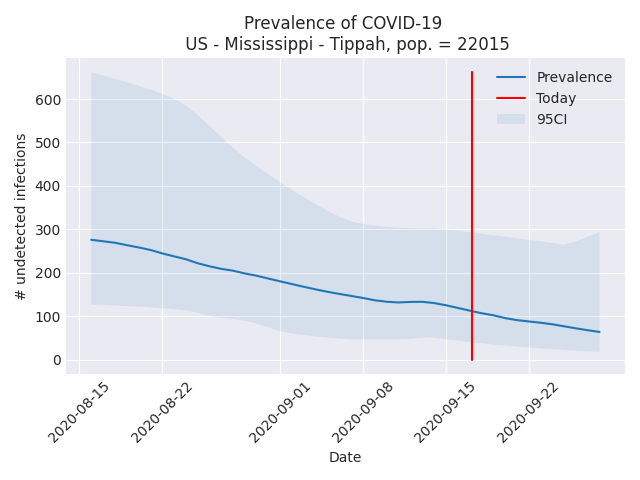 Prevalence of COVID-19
US - Mississippi - Tippah, pop. = 22015
Prevalence
Today
95CI
# undetected infections
600
500
400
300
200
100
0
2020-08-15
2020-08-22
2020-09-01
2020-09-08
2020-09-15
2020-09-22
Date